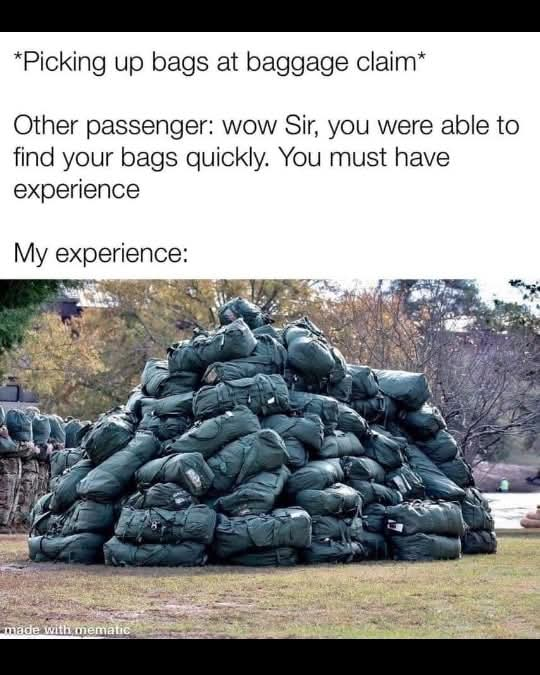 *Picking up bags at baggage claim*
Other passenger: wow Sir, you were able to
find your bags quickly. You must have
experience
My experience:
made with mematic